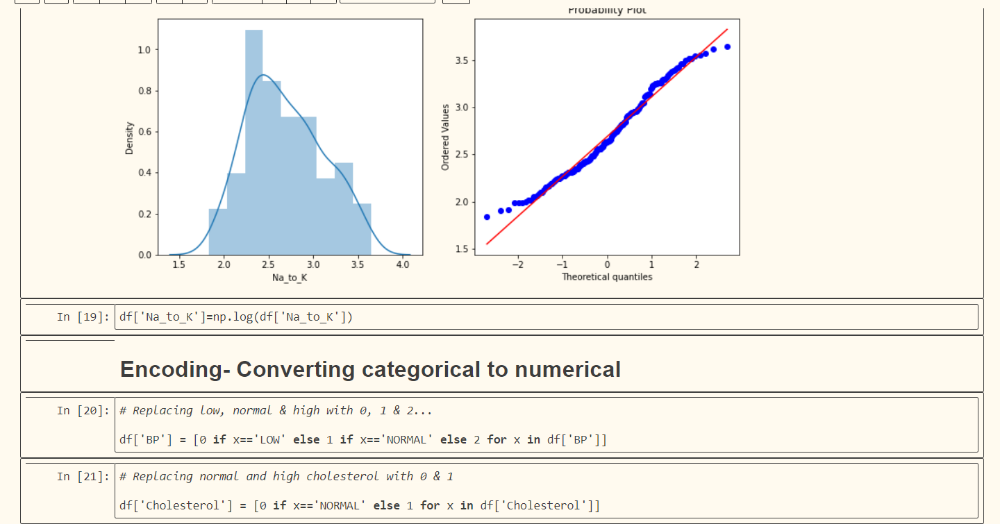 Probability Plot
1.0
0.8
0.6
0.4
0.2
0.0
Density
1.5 2.0 2.5 3.0 3.5 4.0
Na_to_K
3.5
3.0
2.5
2.0
1.5
Ordered Values
−2 −1 0 1 2
Theoretical quantiles
In [19]: df['Na_to_K']=np.log(df['Na_to_K'])
Encoding- Converting categorical to numerical
In [20]: # Replacing low, normal & high with 0, 1 & 2...
df['BP'] = [0 if x=='LOW' else 1 if x=='NORMAL' else 2 for x in df['BP']]
In [21]: # Replacing normal and high cholesterol with 0 & 1
df['Cholesterol'] = [0 if x=='NORMAL' else 1 for x in df['Cholesterol']]